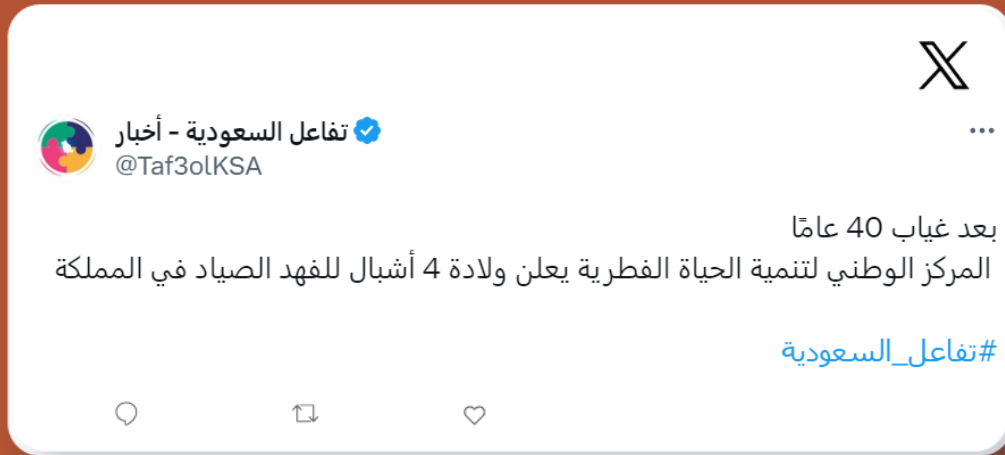 تفاعل السعودية - أخبار
@Taf3olKSA
بعد غياب 40 عامًا
المركز الوطني لتنمية الحياة الفطرية يعلن ولادة 4 أشبال للفهد الصياد في المملكة
#تفاعل_السعودية